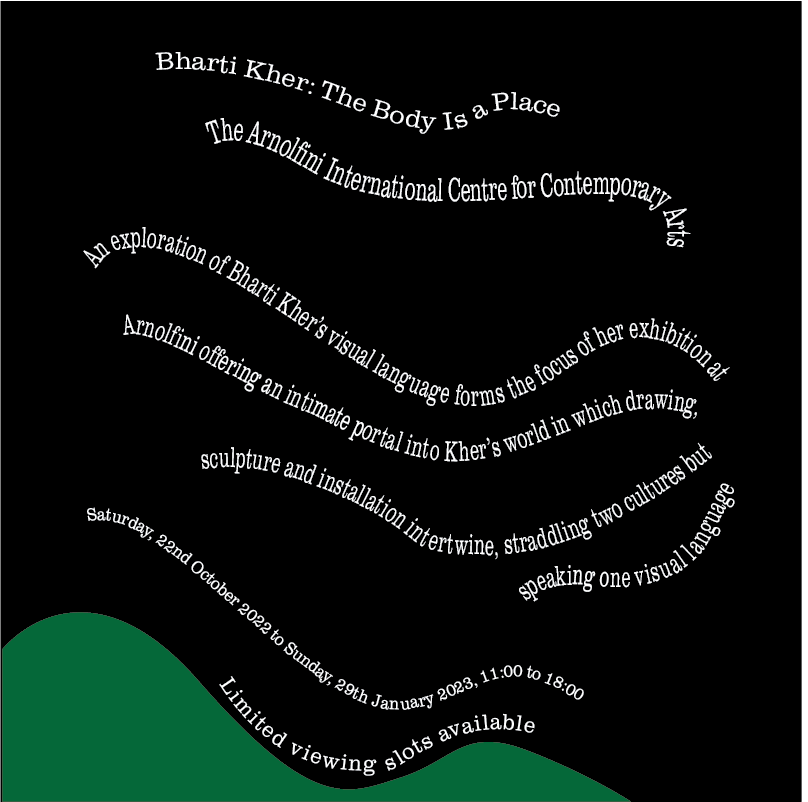 Bharti Kher: The Body Is a Place
The Arnolfini International Centre for Contemporary Arts
An exploration of Bharti Kher’s visual language forms the focus of her exhibition at
Arnolfini offering an intimate portal into Kher’s world in which drawing,
sculpture and installation intertwine, straddling two cultures but
speaking one visual language
Saturday, 22nd October 2022 to Sunday, 29th January 2023, 11:00 to 18:00
Limited viewing slots available